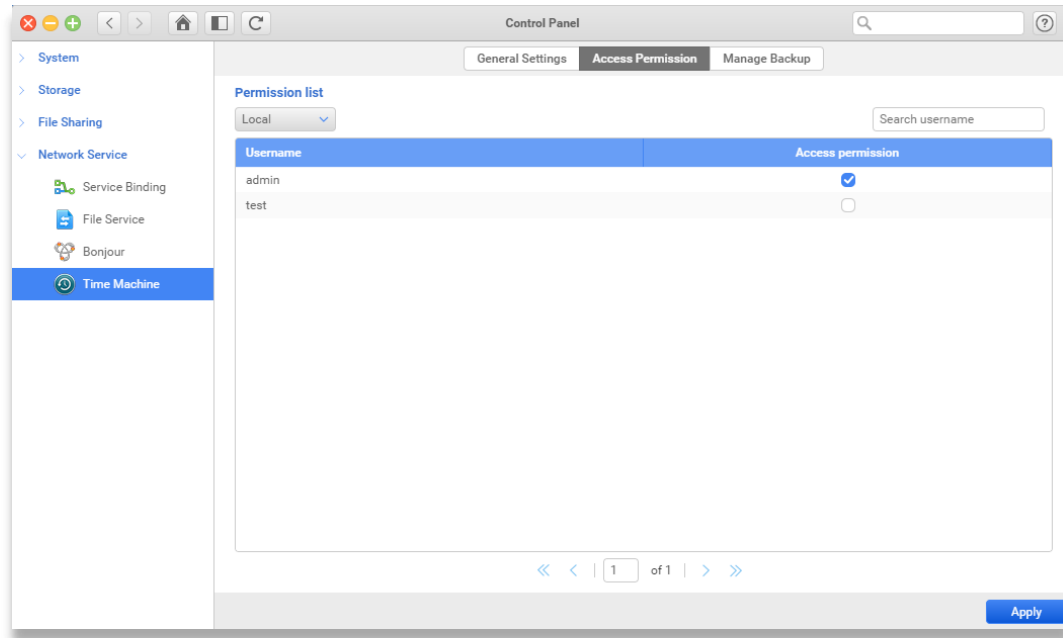 Control Panel
?
System
Storage
File Sharing
Network Service
Service Binding
File Service
Bonjour
Time Machine
General Settings Access Permission Manage Backup
Permission list
Local Search username
Username Access permission
admin
test
1 of 1
Apply